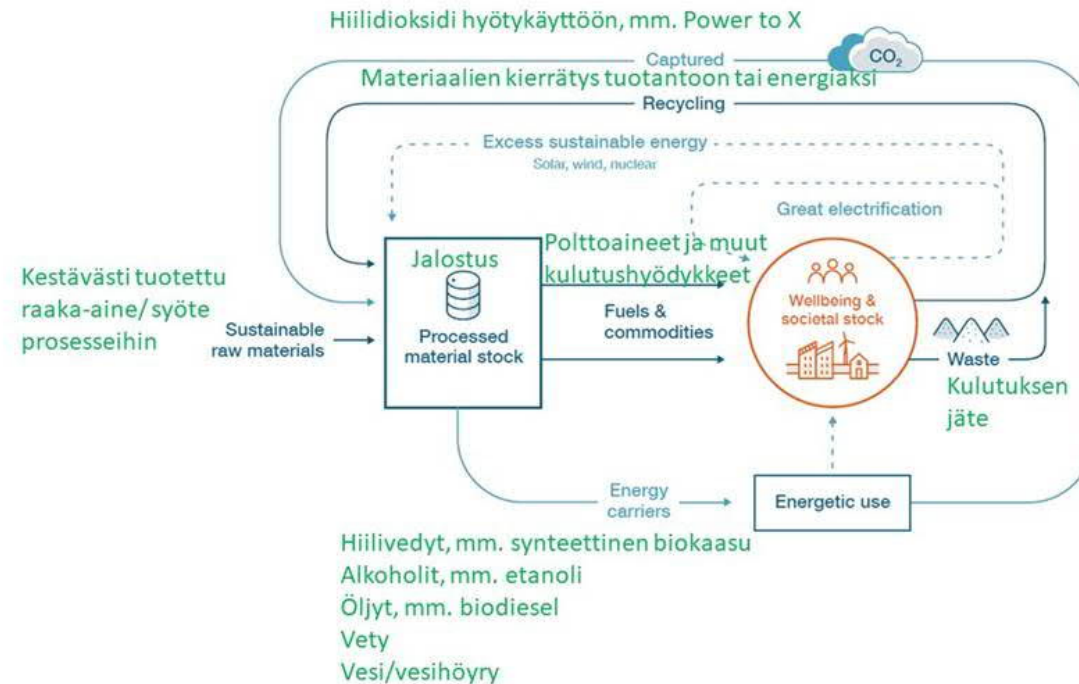 Hiilidioksidi hyötykäyttöön, mm. Power to X
CO₂
Captured
Materiaalien kierrätys tuotantoon tai energiaksi
Recycling
Excess sustainable energy
Solar, wind, nuclear
Great electrification
Kestävästi tuotettu
raaka-aine/ syöte
prosesseihin
Sustainable
raw materials
Jalostus
Processed
material stock
Polttoaineet ja muut
kulutushyödykkeet
Fuels &
commodities
Wellbeing &
societal stock
Waste
Kulutuksen
jäte
Energy
carriers
Energetic use
Hiilivedyt, mm. synteettinen biokaasu
Alkoholit, mm. etanoli
Öljyt, mm. biodiesel
Vety
Vesi/vesihöyry